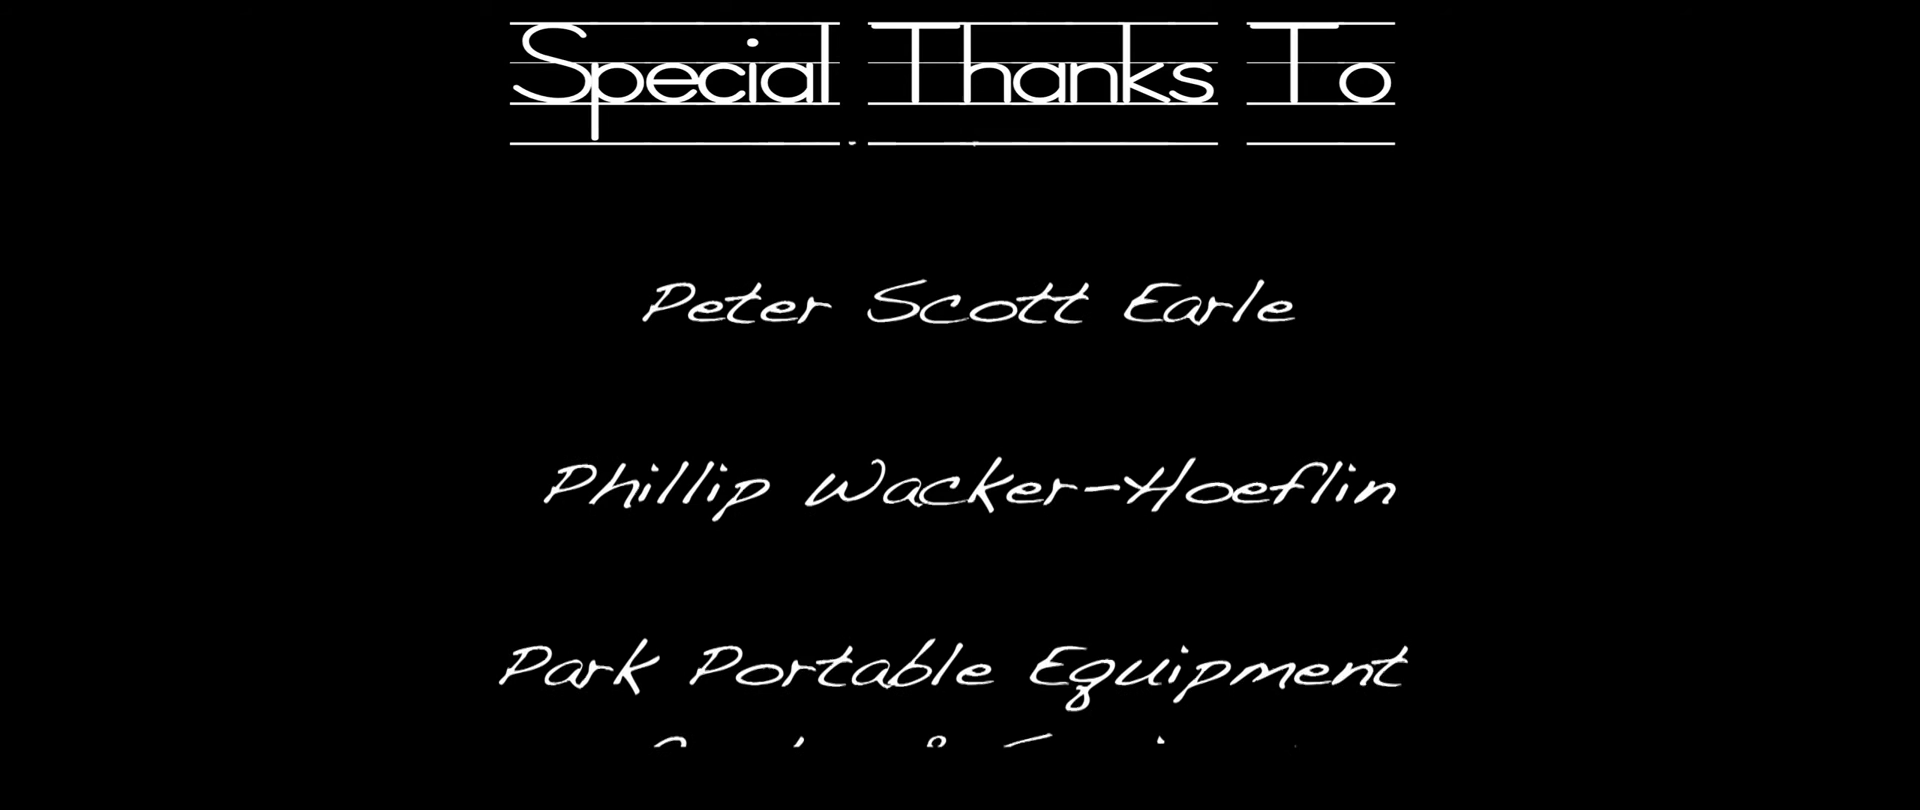 Special Thanks To
Peter Scott Earle
Phillip Wacker-Hoeflin
Park Portable Equipment